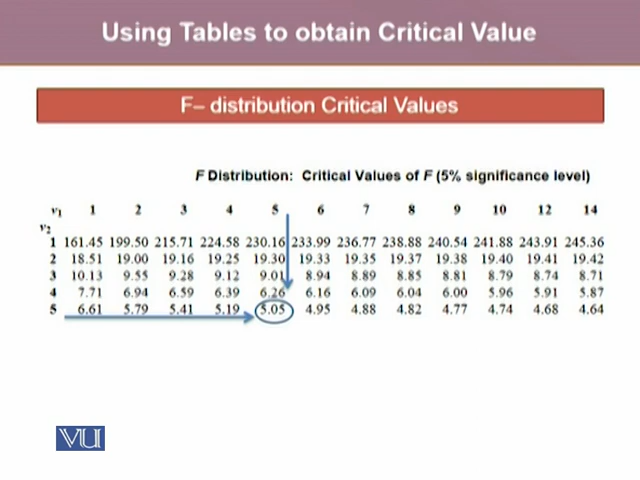 Using Tables to obtain Critical Value
F– distribution Critical Values
F Distribution: Critical Values of F (5% significance level)
v1 1 2 3 4 5 6 7 8 9 10 12 14
v2
1 161.45 199.50 215.71 224.58 230.16 233.99 236.77 238.88 240.54 241.88 243.91 245.36
2 18.51 19.00 19.16 19.25 19.30 19.33 19.35 19.37 19.38 19.40 19.41 19.42
3 10.13 9.55 9.28 9.12 9.01 8.94 8.89 8.85 8.81 8.79 8.74 8.71
4 7.71 6.94 6.59 6.39 6.26 6.16 6.09 6.04 6.00 5.96 5.91 5.87
5 6.61 5.79 5.41 5.19 5.05 4.95 4.88 4.82 4.77 4.74 4.68 4.64
VU